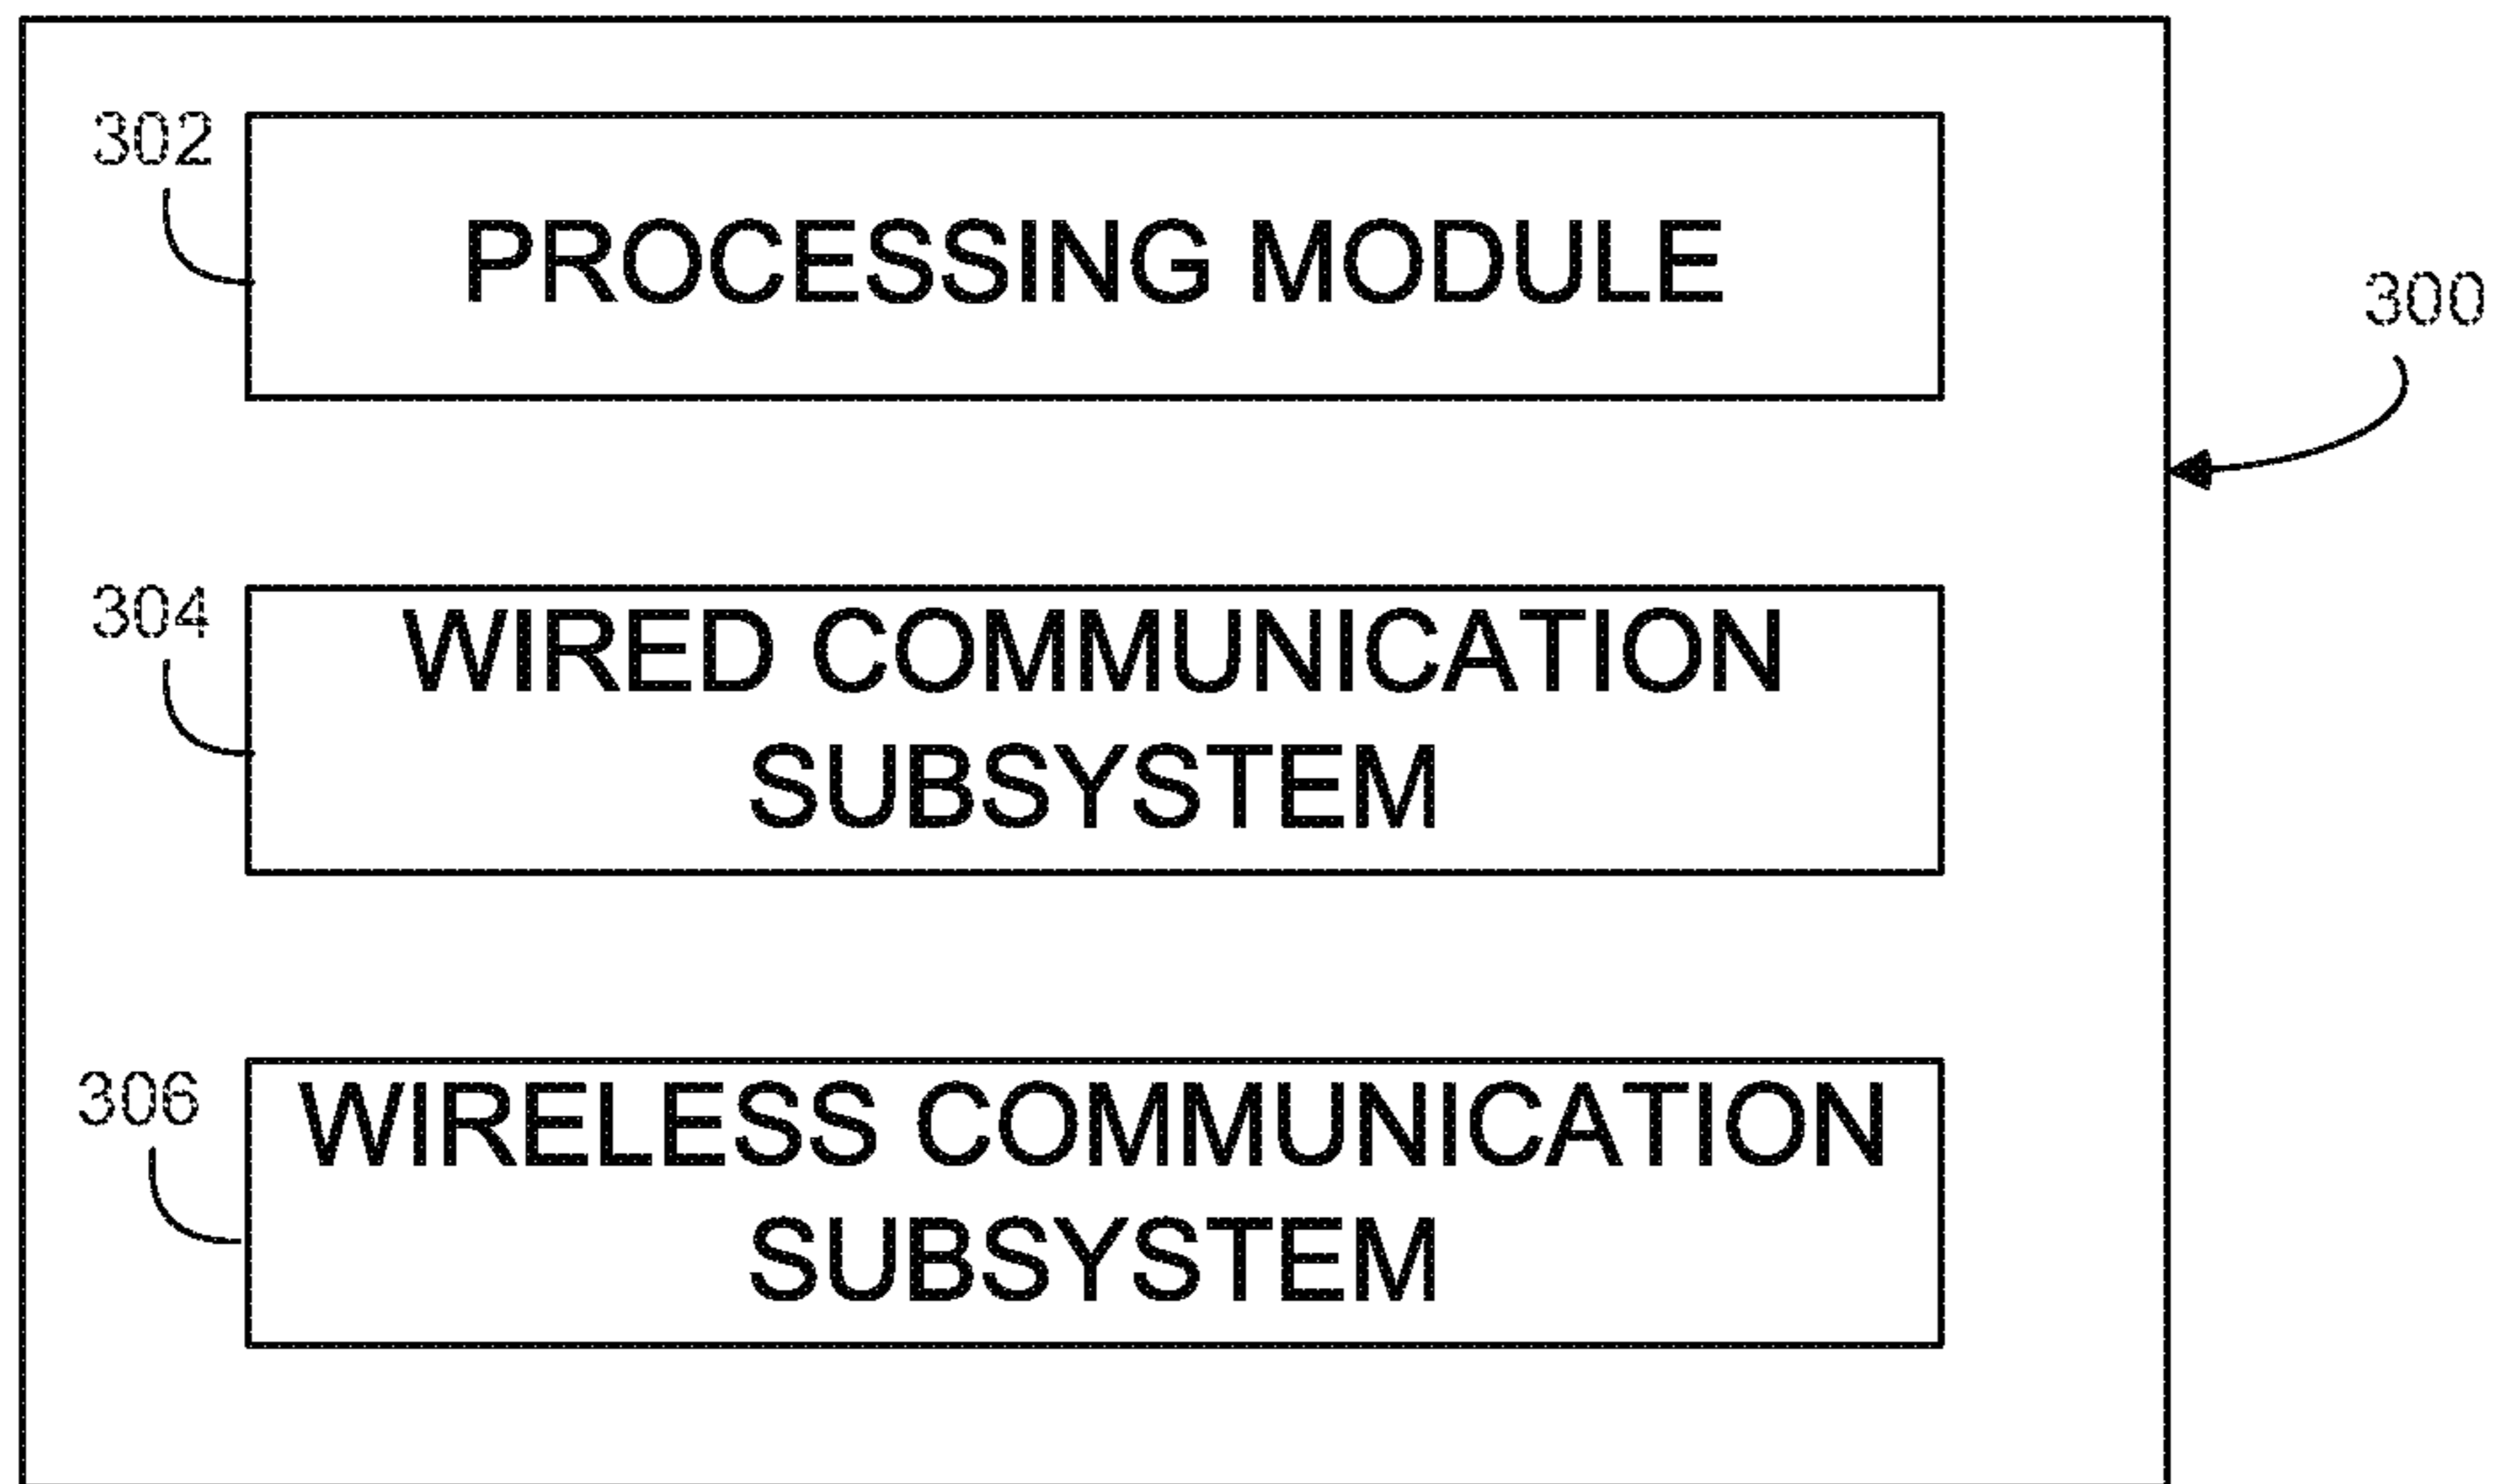 302
PROCESSING MODULE
300
304
WIRED COMMUNICATION
SUBSYSTEM
306
WIRELESS COMMUNICATION
SUBSYSTEM